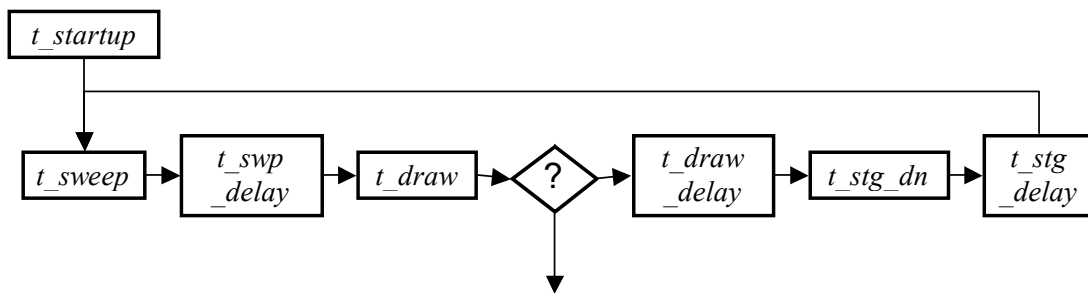 t_startup
t_sweep
t_swp
_delay
t_draw
?
t_draw
_delay
t_stg_dn
t_stg
_delay